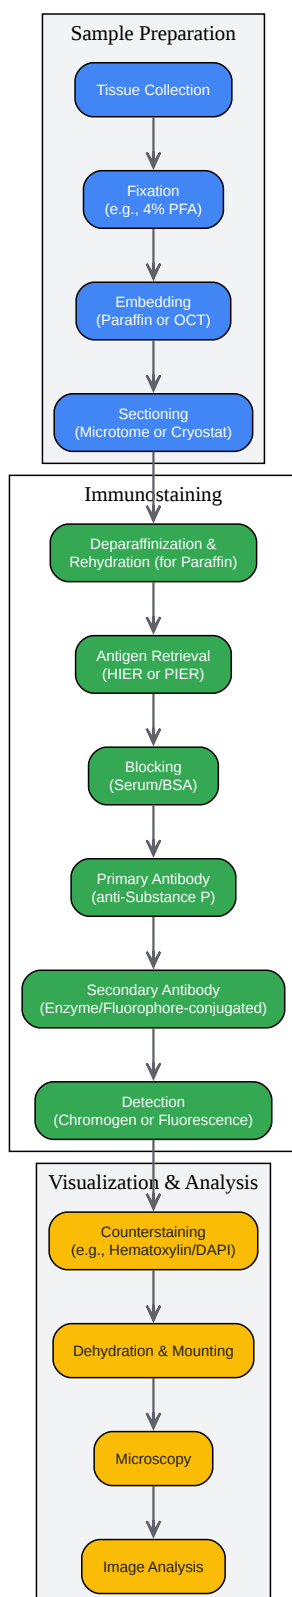 Sample Preparation
Tissue Collection
Fixation
(e.g., 4% PFA)
Embedding
(Paraffin or OCT)
Sectioning
(Microtome or Cryostat)
Immunostaining
Deparaffinization &
Rehydration (for Paraffin)
Antigen Retrieval
(HIER or PIER)
Blocking
(Serum/BSA)
Primary Antibody
(anti-Substance P)
Secondary Antibody
(Enzyme/Fluorophore-conjugated)
Detection
(Chromogen or Fluorescence)
Visualization & Analysis
Counterstaining
(e.g., Hematoxylin/DAPI)
Dehydration & Mounting
Microscopy
Image Analysis